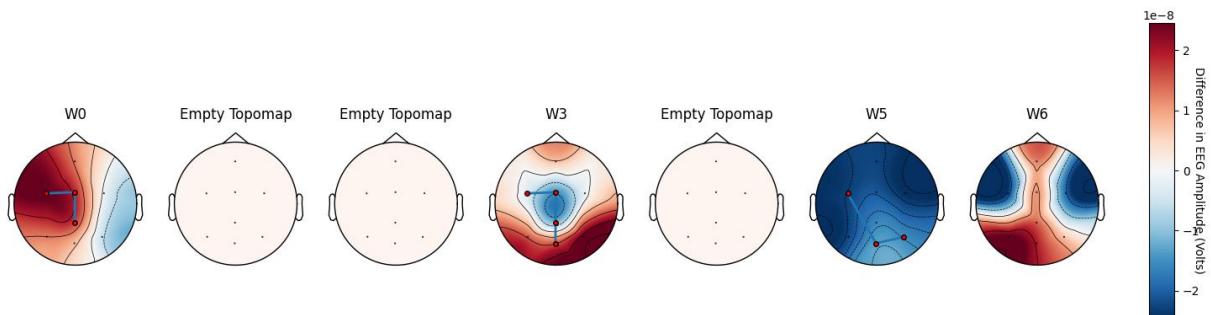 1e−8
W0
Empty Topomap
Empty Topomap
W3
Empty Topomap
W5
W6
2
1
0
−1
−2
Difference in EEG Amplitude (Volts)